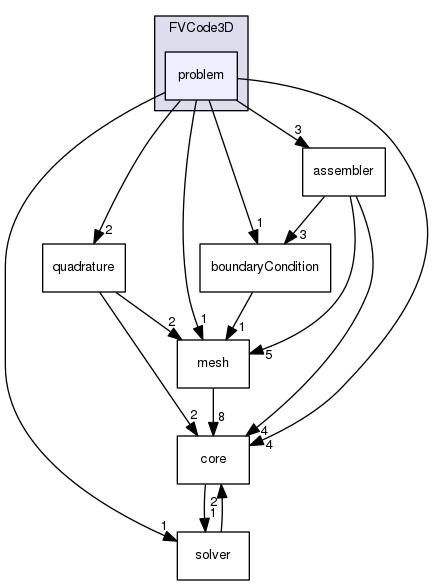 FVCode3D
problem
3
assembler
2
1
3
quadrature
boundaryCondition
2
1
1
5
mesh
2
8
4
4
core
2
1
1
solver